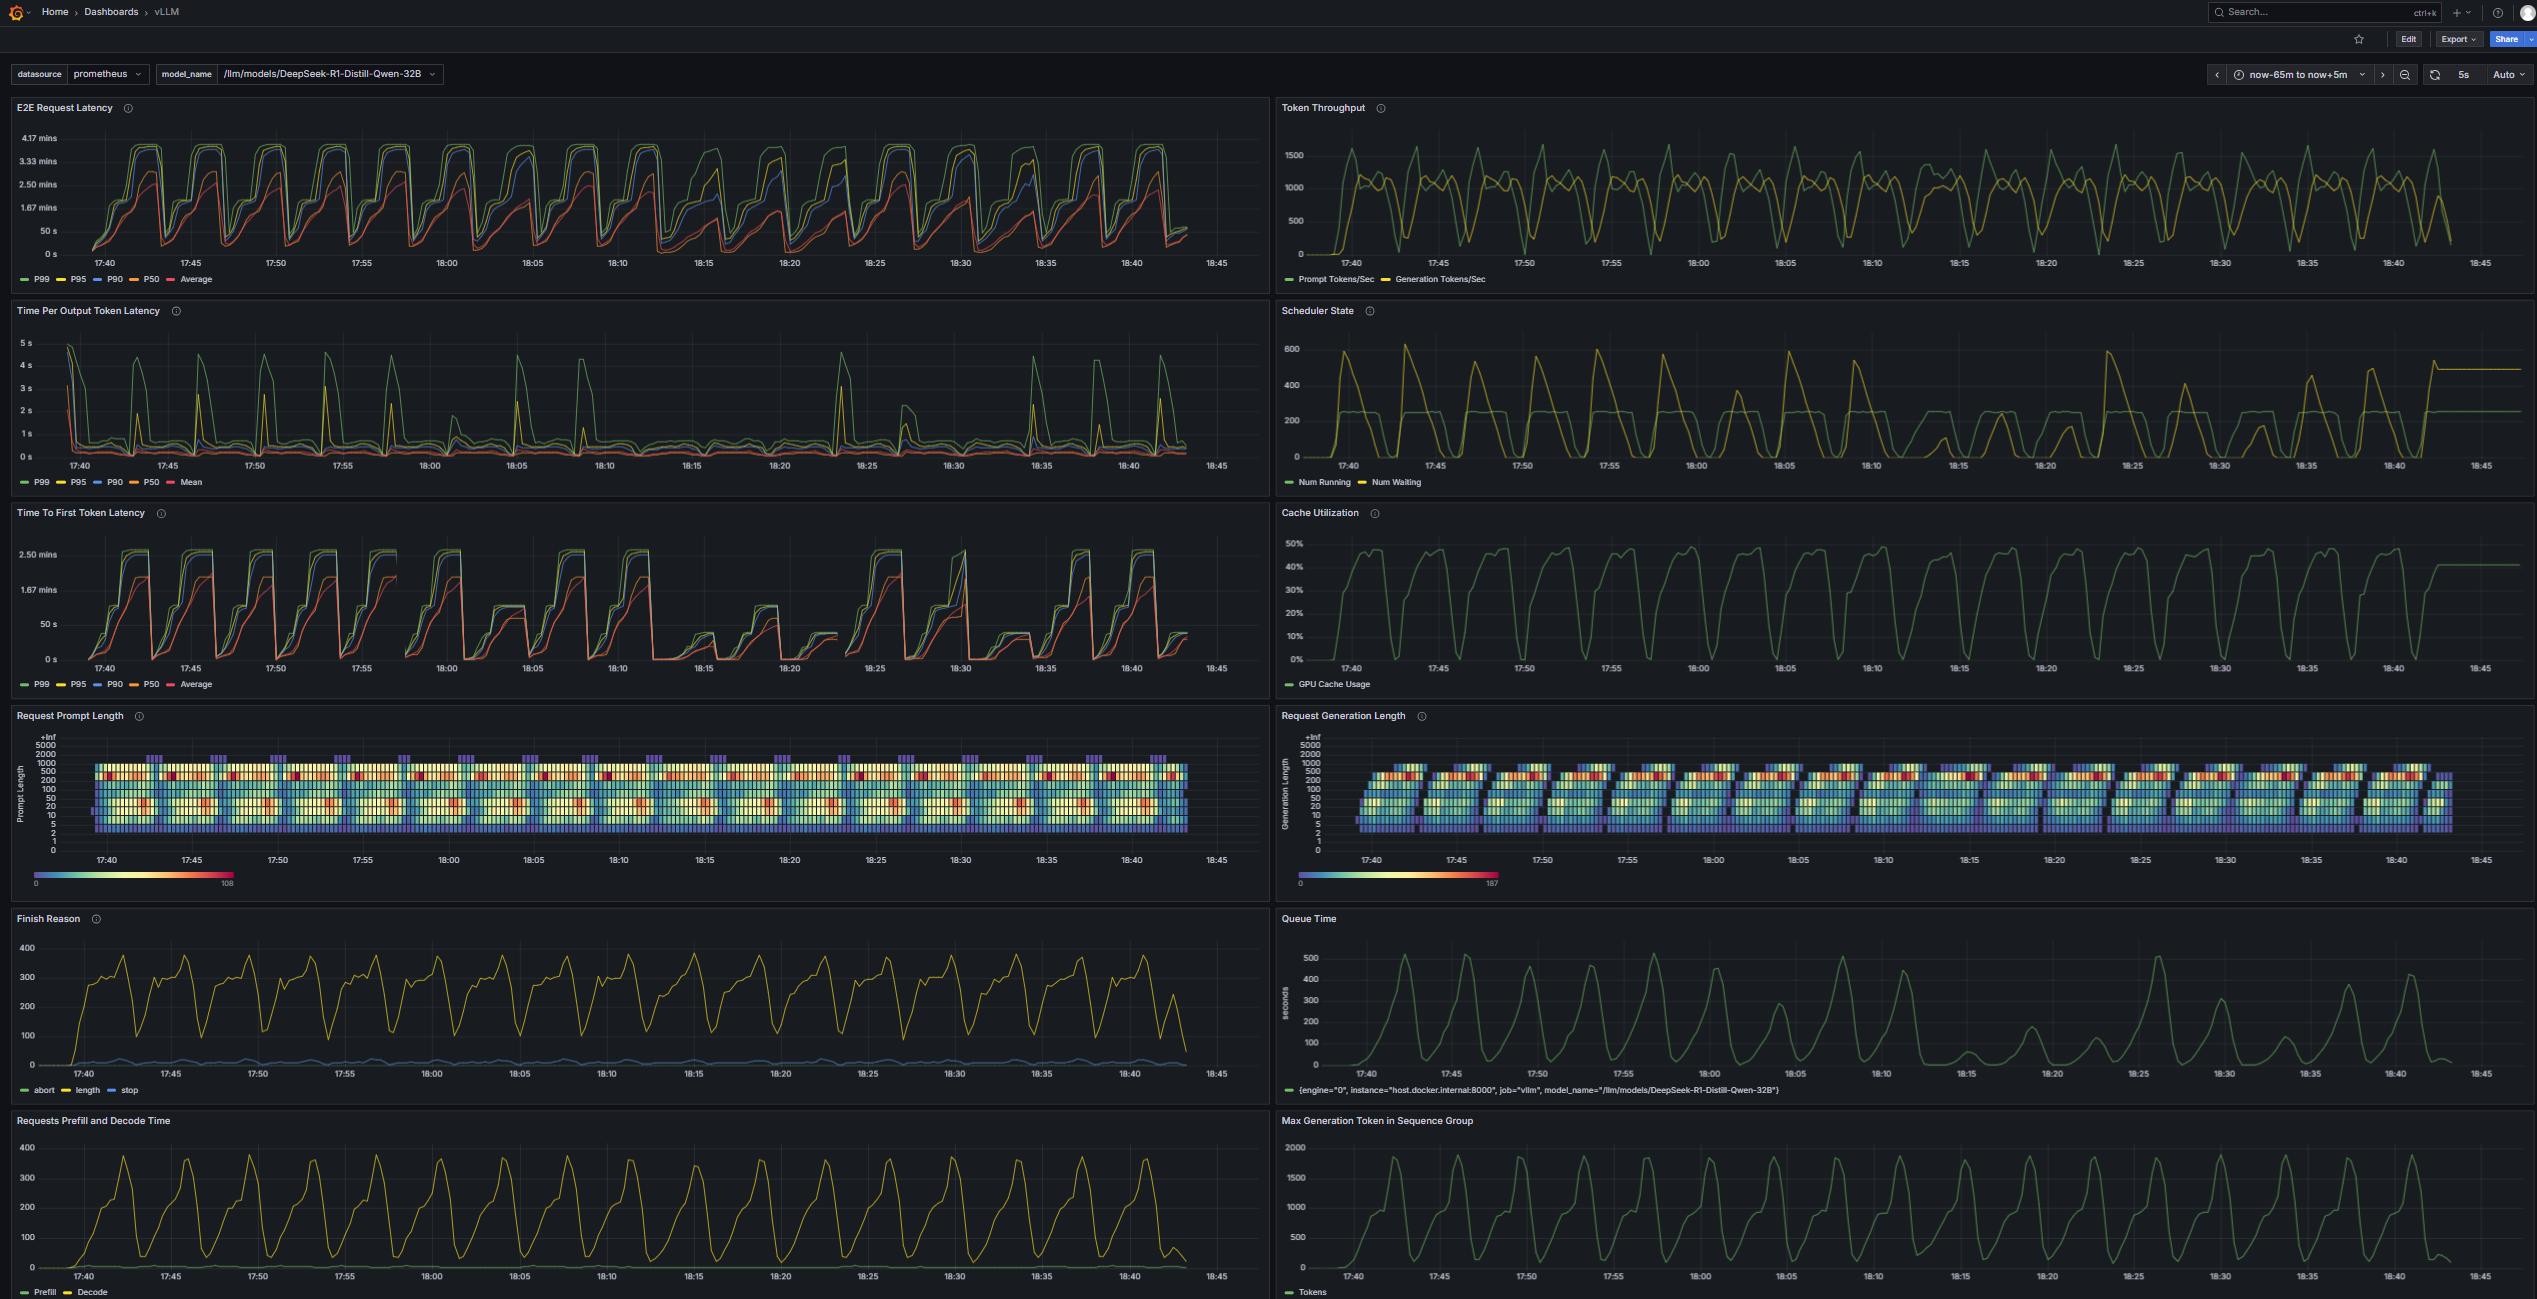 Home › Dashboards › vLLM
Search... ctrl+k
Edit Export Share
datasource prometheus model_name /llm/models/DeepSeek-R1-Distill-Qwen-32B
now-65m to now+5m 5s Auto
E2E Request Latency
4.17 mins
3.33 mins
2.50 mins
1.67 mins
50 s
0 s
17:40 17:45 17:50 17:55 18:00 18:05 18:10 18:15 18:20 18:25 18:30 18:35 18:40 18:45
P99 P95 P90 P50 Average
Token Throughput
1500
1000
500
0
17:40 17:45 17:50 17:55 18:00 18:05 18:10 18:15 18:20 18:25 18:30 18:35 18:40 18:45
Prompt Tokens/Sec Generation Tokens/Sec
Time Per Output Token Latency
5 s
4 s
3 s
2 s
1 s
0 s
17:40 17:45 17:50 17:55 18:00 18:05 18:10 18:15 18:20 18:25 18:30 18:35 18:40 18:45
P99 P95 P90 P50 Mean
Scheduler State
600
400
200
0
17:40 17:45 17:50 17:55 18:00 18:05 18:10 18:15 18:20 18:25 18:30 18:35 18:40 18:45
Num Running Num Waiting
Time To First Token Latency
2.50 mins
1.67 mins
50 s
0 s
17:40 17:45 17:50 17:55 18:00 18:05 18:10 18:15 18:20 18:25 18:30 18:35 18:40 18:45
P99 P95 P90 P50 Average
Cache Utilization
50%
40%
30%
20%
10%
0%
17:40 17:45 17:50 17:55 18:00 18:05 18:10 18:15 18:20 18:25 18:30 18:35 18:40 18:45
GPU Cache Usage
Request Prompt Length
Prompt Length
+Inf
5000
2000
1000
500
200
100
50
20
10
5
2
1
0
17:40 17:45 17:50 17:55 18:00 18:05 18:10 18:15 18:20 18:25 18:30 18:35 18:40 18:45
0 108
Request Generation Length
Generation Length
+Inf
5000
2000
1000
500
200
100
50
20
10
5
2
1
0
17:40 17:45 17:50 17:55 18:00 18:05 18:10 18:15 18:20 18:25 18:30 18:35 18:40 18:45
0 187
Finish Reason
400
300
200
100
0
17:40 17:45 17:50 17:55 18:00 18:05 18:10 18:15 18:20 18:25 18:30 18:35 18:40 18:45
abort length stop
Queue Time
seconds
500
400
300
200
100
0
17:40 17:45 17:50 17:55 18:00 18:05 18:10 18:15 18:20 18:25 18:30 18:35 18:40 18:45
{engine="0", instance="host.docker.internal:8000", job="vllm", model_name="/llm/models/DeepSeek-R1-Distill-Qwen-32B"}
Requests Prefill and Decode Time
400
300
200
100
0
17:40 17:45 17:50 17:55 18:00 18:05 18:10 18:15 18:20 18:25 18:30 18:35 18:40 18:45
Prefill Decode
Max Generation Token in Sequence Group
2000
1500
1000
500
0
17:40 17:45 17:50 17:55 18:00 18:05 18:10 18:15 18:20 18:25 18:30 18:35 18:40 18:45
Tokens